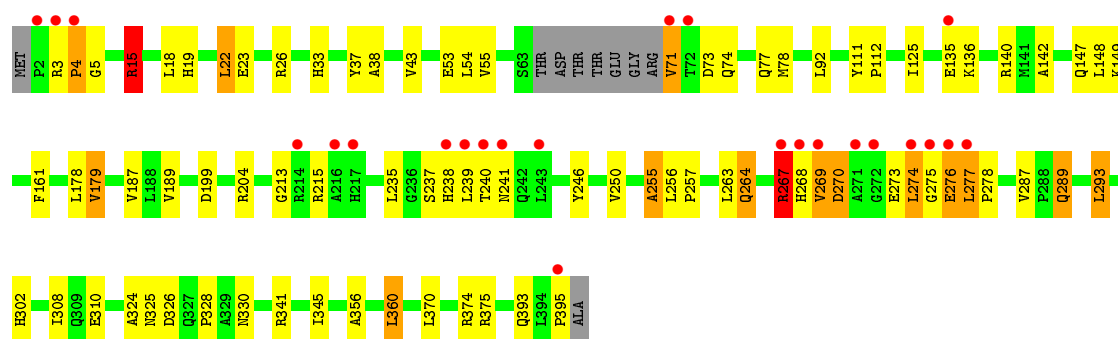 MET P2 R3 P4 G5 R15 L18 H19 L22 E23 R26 H33 Y37 A38 V43 E53 L54 V55 S63 THR ASP THR THR GLU GLY ARG V71 T72 D73 Q74 Q77 M78 L92 Y111 P112 I125 E135 K136 R140 M141 A142 Q147 L148 K149
F161 L178 V179 V187 L188 V189 D199 R204 G213 R214 R215 A216 H217 L235 G236 S237 H238 L239 T240 N241 Q242 L243 Y246 V250 A255 L256 P257 L263 Q264 R267 H268 V269 D270 A271 G272 E273 L274 G275 E276 L277 P278 V287 P288 Q289 L293
H302 I308 Q309 E310 A324 N325 D326 Q327 P328 A329 N330 R341 I345 A356 L360 L370 R374 R375 Q393 L394 P395 ALA